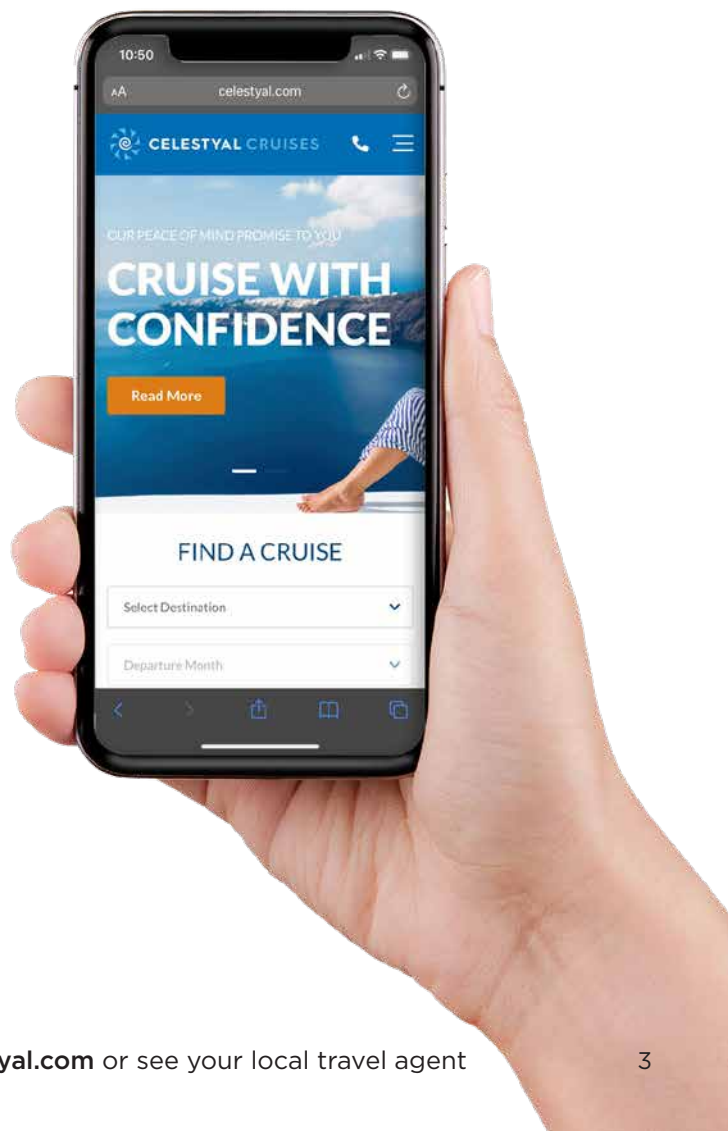 10:50
AA celestyal.com
CELESTYAL CRUISES
OUR PEACE OF MIND PROMISE TO YOU
CRUISE WITH
CONFIDENCE
Read More
FIND A CRUISE
Select Destination
Departure Month
yal.com or see your local travel agent 3